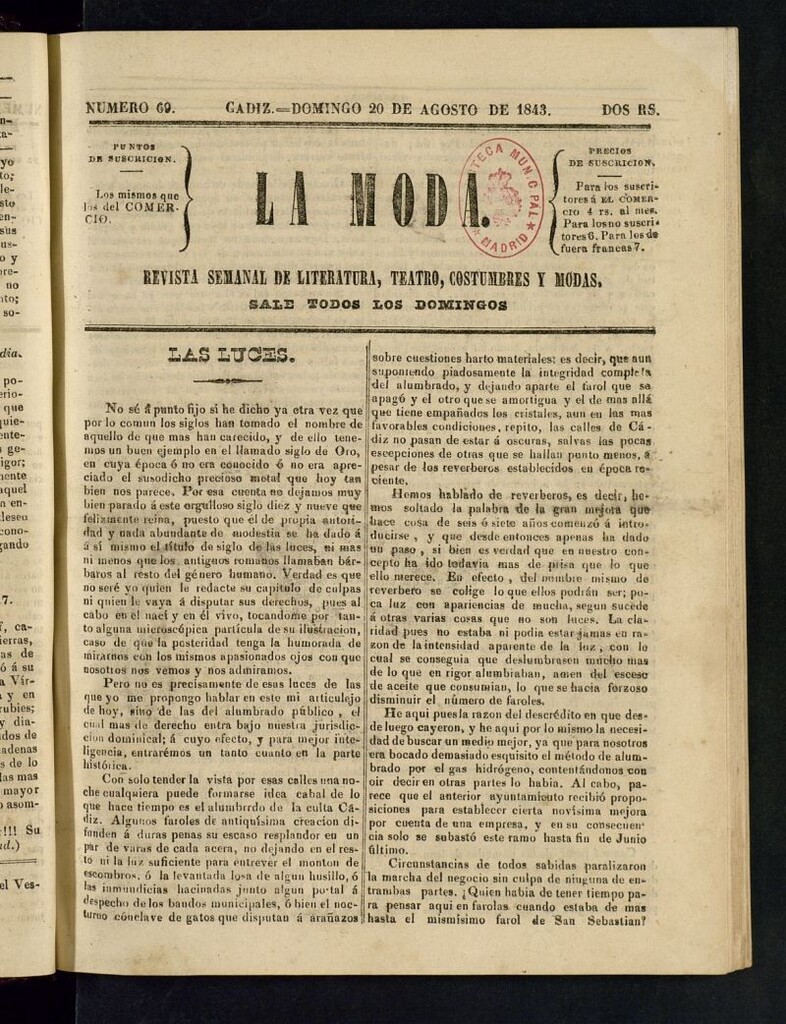 NUMERO 69. CADIZ.=DOMINGO 20 DE AGOSTO DE 1843. DOS RS.
PUNTOS
DE SUSCRICION.
Los mismos que
los del COMER-
CIO.
LA MODA.
BIBLIOTECA MUNICIPAL
MADRID
PRECIOS
DE SUSCRICION.
Para los suscri-
tores á EL COMER-
CIO 4 rs. al mes.
Para los no suscri-
tores 6. Para los de
fuera francas 7.
REVISTA SEMANAL DE LITERATURA, TEATRO, COSTUMBRES Y MODAS.
SALE TODOS LOS DOMINGOS
LAS LUCES.
No sé á punto fijo si he dicho ya otra vez que
por lo comun los siglos han tomado el nombre de
aquello de que mas han carecido, y de ello tene-
mos un buen ejemplo en el llamado siglo de Oro,
en cuya época ó no era conocido ó no era apre-
ciado el susodicho precioso metal que hoy tan
bien nos parece. Por esa cuenta no dejamos muy
bien parado á este orgulloso siglo diez y nueve que
felizmente reina, puesto que él de propia autori-
dad y nada abundante de modestia se ha dado á
á sí mismo el título de siglo de las luces, ni mas
ni menos que los antiguos romanos llamaban bár-
baros al resto del género humano. Verdad es que
no seré yo quien le redacte su capitulo de culpas
ni quien le vaya á disputar sus derechos, pues al
cabo en él nací y en él vivo, tocandome por tan-
to alguna microscópica partícula de su ilustracion,
caso de que la posteridad tenga la humorada de
mirarnos con los mismos apasionados ojos con que
nosotros nos vemos y nos admiramos.
Pero no es precisamente de esas luces de las
que yo me propongo hablar en este mi articulejo
de hoy, sino de las del alumbrado público, el
cual mas de derecho entra bajo nuestra jurisdic-
cion dominical; á cuyo efecto, y para mejor inte-
ligencia, entrarémos un tanto cuanto en la parte
histórica.
Con solo tender la vista por esas calles una no-
che cualquiera puede formarse idea cabal de lo
que hace tiempo es el alumbrrdo de la culta Cá-
diz. Algunos faroles de antiquísima creacion di-
funden á duras penas su escaso resplandor en un
par de varas de cada acera, no dejando en el res-
to ni la luz suficiente para entrever el monton de
escombros, ó la levantada losa de algun husillo, ó
las inmundicias hacinadas junto algun portal á
despecho de los bandos municipales, ó bien el noc-
turno cónclave de gatos que disputan á arañazos
sobre cuestiones harto materiales; es decir, que aun
suponiendo piadosamente la integridad completa
del alumbrado, y dejando aparte el farol que se
apagó y el otro que se amortigua y el de mas allá
que tiene empañados los cristales, aun en las mas
favorables condiciones, repito, las calles de Cá-
diz no pasan de estar á oscuras, salvas las pocas
escepciones de otras que se hallan punto menos, á
pesar de los reverberos establecidos en época re-
ciente.
Hemos hablado de reverberos, es decir, he-
mos soltado la palabra de la gran mejora que
hace cosa de seis ó siete años comenzó á intro-
ducirse, y que desde entonces apenas ha dado
un paso, si bien es verdad que en nuestro con-
cepto ha ido todavia mas de prisa que lo que
ello merece. En efecto, del nombre mismo de
reverbero se colige lo que ellos podrán ser; po-
ca luz con apariencias de mucha, segun sucede
á otras varias cosas que no son luces. La cla-
ridad pues no estaba ni podia estar jamas en ra-
zon de la intensidad aparente de la luz, con lo
cual se conseguia que deslumbrasen mucho mas
de lo que en rigor alumbraban, amen del esceso
de aceite que consumian, lo que se hacia forzoso
disminuir el número de faroles.
He aqui pues la razon del descrédito en que des-
de luego cayeron, y he aqui por lo mismo la necesi-
dad de buscar un medio mejor, ya que para nosotros
era bocado demasiado esquisito el método de alum-
brado por el gas hidrógeno, contentándonos con
oir decir en otras partes lo habia. Al cabo, pa-
rece que el anterior ayuntamiento recibió propo-
siciones para establecer cierta novísima mejora
por cuenta de una empresa, y en su consecuen-
cia solo se subastó este ramo hasta fin de Junio
último.
Circunstancias de todos sabidas paralizaron
la marcha del negocio sin culpa de ninguna de en-
trambas partes. ¿Quien habia de tener tiempo pa-
ra pensar aqui en farolas cuando estaba de mas
hasta el mismísimo farol de San Sebastian?